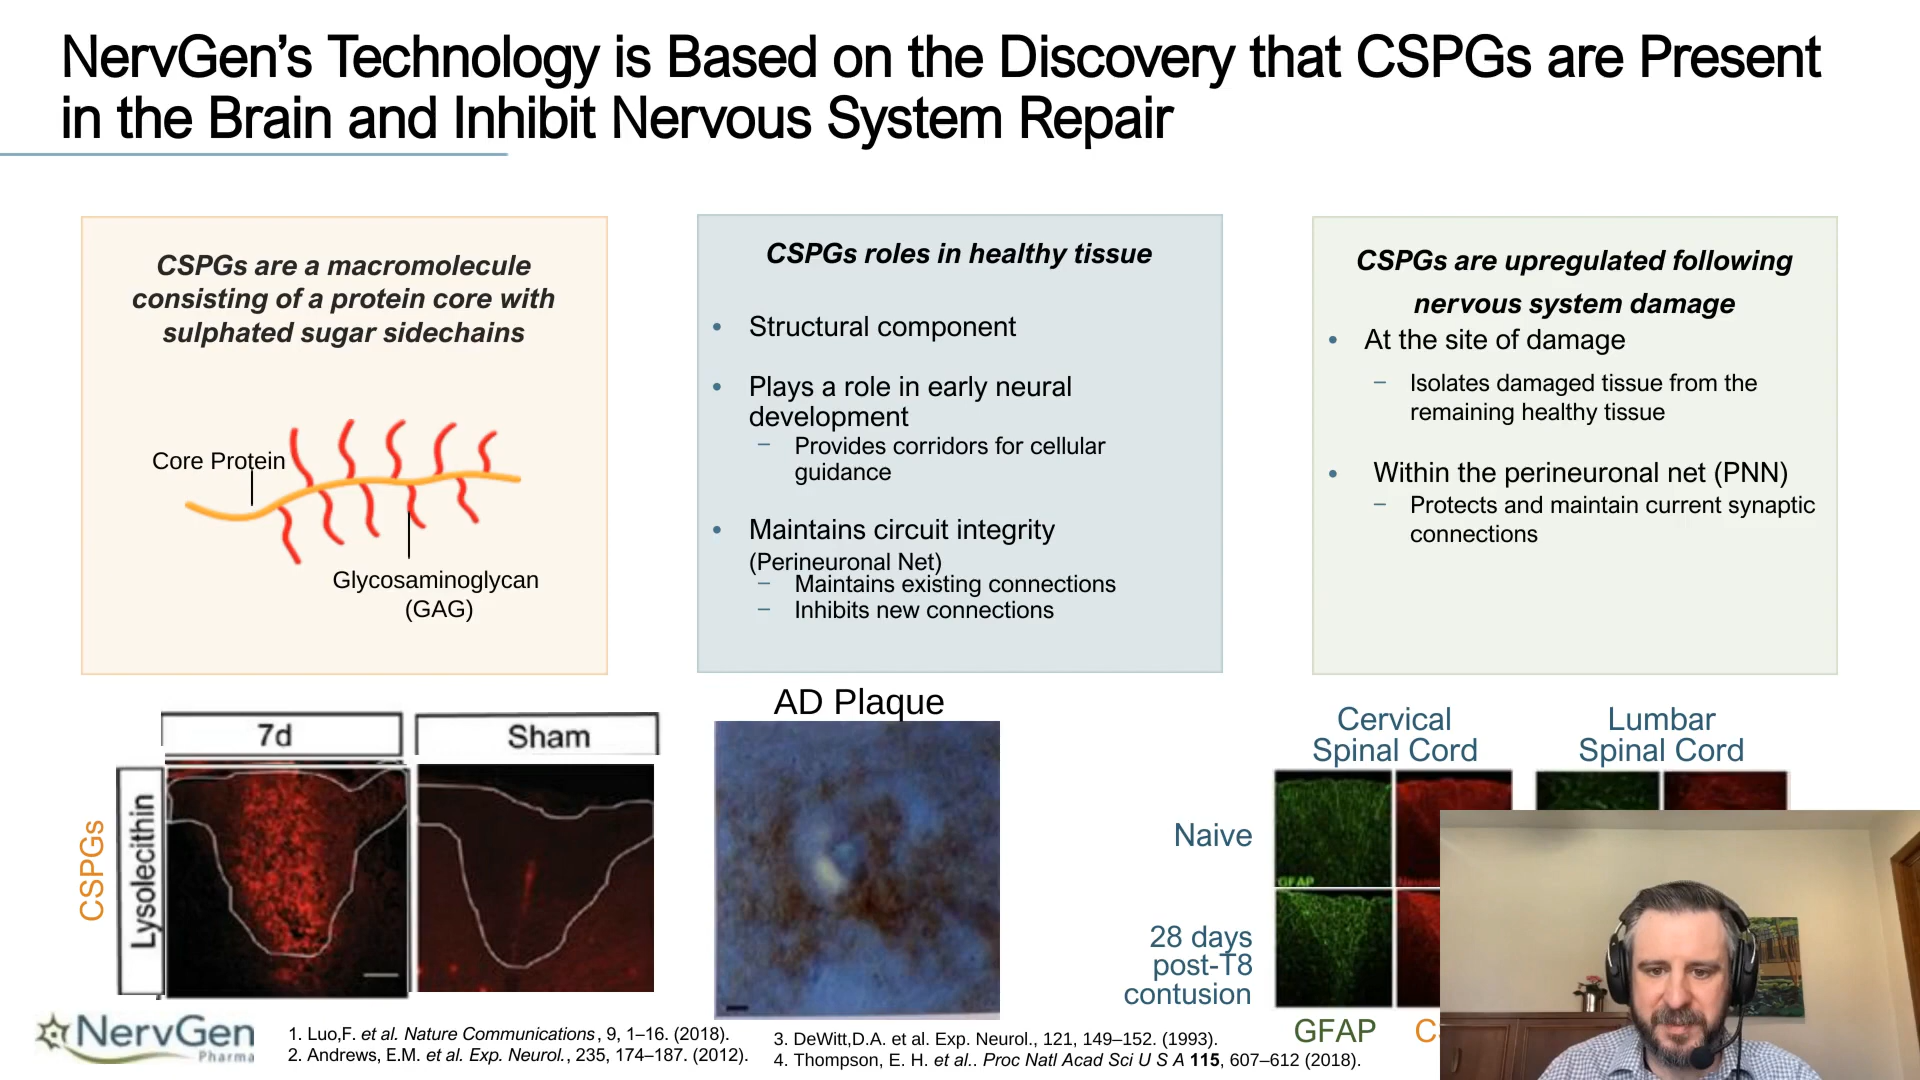 NervGen’s Technology is Based on the Discovery that CSPGs are Present
in the Brain and Inhibit Nervous System Repair
CSPGs are a macromolecule
consisting of a protein core with
sulphated sugar sidechains
Core Protein
Glycosaminoglycan
(GAG)
CSPGs roles in healthy tissue
• Structural component
• Plays a role in early neural
development
– Provides corridors for cellular
guidance
• Maintains circuit integrity
(Perineuronal Net)
– Maintains existing connections
– Inhibits new connections
CSPGs are upregulated following
nervous system damage
• At the site of damage
– Isolates damaged tissue from the
remaining healthy tissue
• Within the perineuronal net (PNN)
– Protects and maintain current synaptic
connections
7d
Sham
CSPGs
Lysolecithin
AD Plaque
Cervical
Spinal Cord
Lumbar
Spinal Cord
Naive
GFAP
28 days
post-T8
contusion
GFAP
NervGen
Pharma
1. Luo,F. et al. Nature Communications, 9, 1–16. (2018).
2. Andrews, E.M. et al. Exp. Neurol., 235, 174–187. (2012).
3. DeWitt,D.A. et al. Exp. Neurol., 121, 149–152. (1993).
4. Thompson, E. H. et al.. Proc Natl Acad Sci U S A 115, 607–612 (2018).